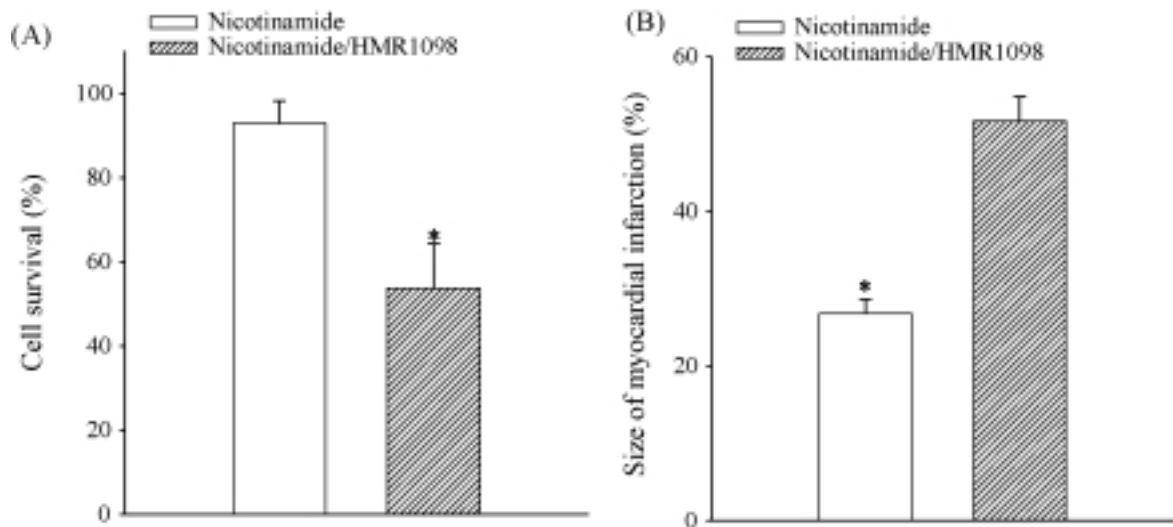 (A)
Nicotinamide
Nicotinamide/HMR1098
Cell survival (%)
100
80
60
40
20
0
*
(B)
Nicotinamide
Nicotinamide/HMR1098
Size of myocardial infarction (%)
60
40
20
0
*